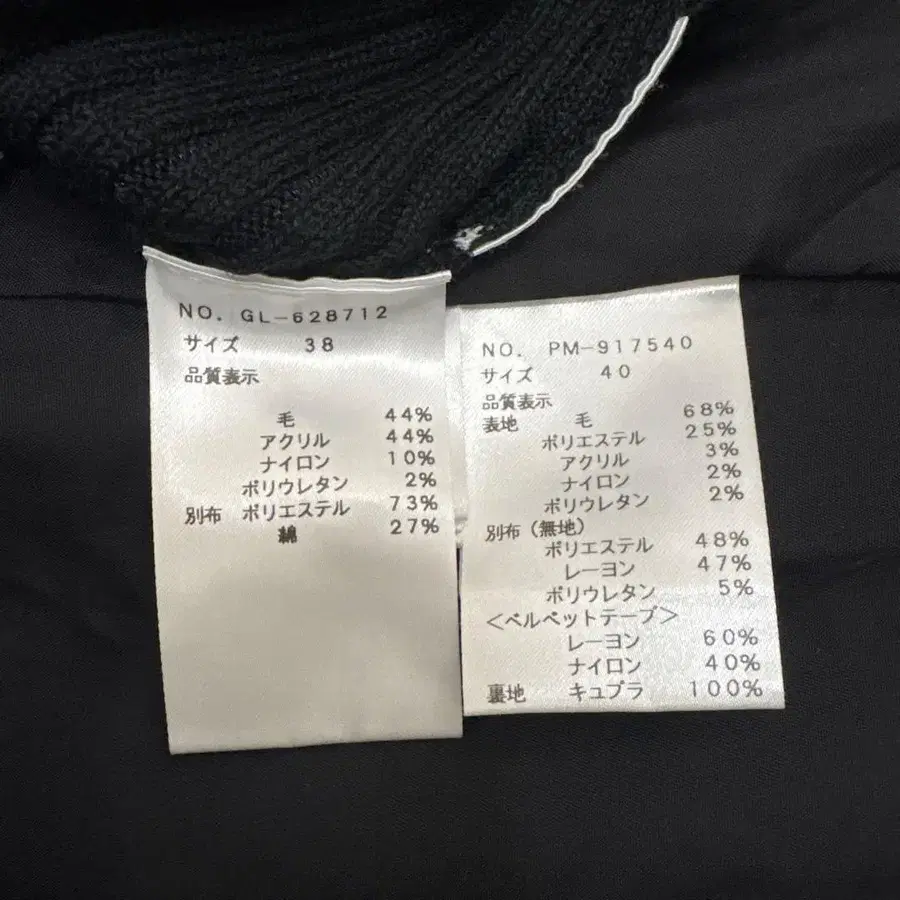 NO. GL-628712
サイズ 38
品質表示
毛 44%
アクリル 44%
ナイロン 10%
ポリウレタン 2%
別布 ポリエステル 73%
綿 27%
NO. PM-917540
サイズ 40
品質表示
表地 毛 68%
ポリエステル 25%
アクリル 3%
ナイロン 2%
ポリウレタン 2%
別布(無地)
ポリエステル 48%
レーヨン 47%
ポリウレタン 5%
<ベルベットテープ>
レーヨン 60%
ナイロン 40%
裏地 キュプラ 100%